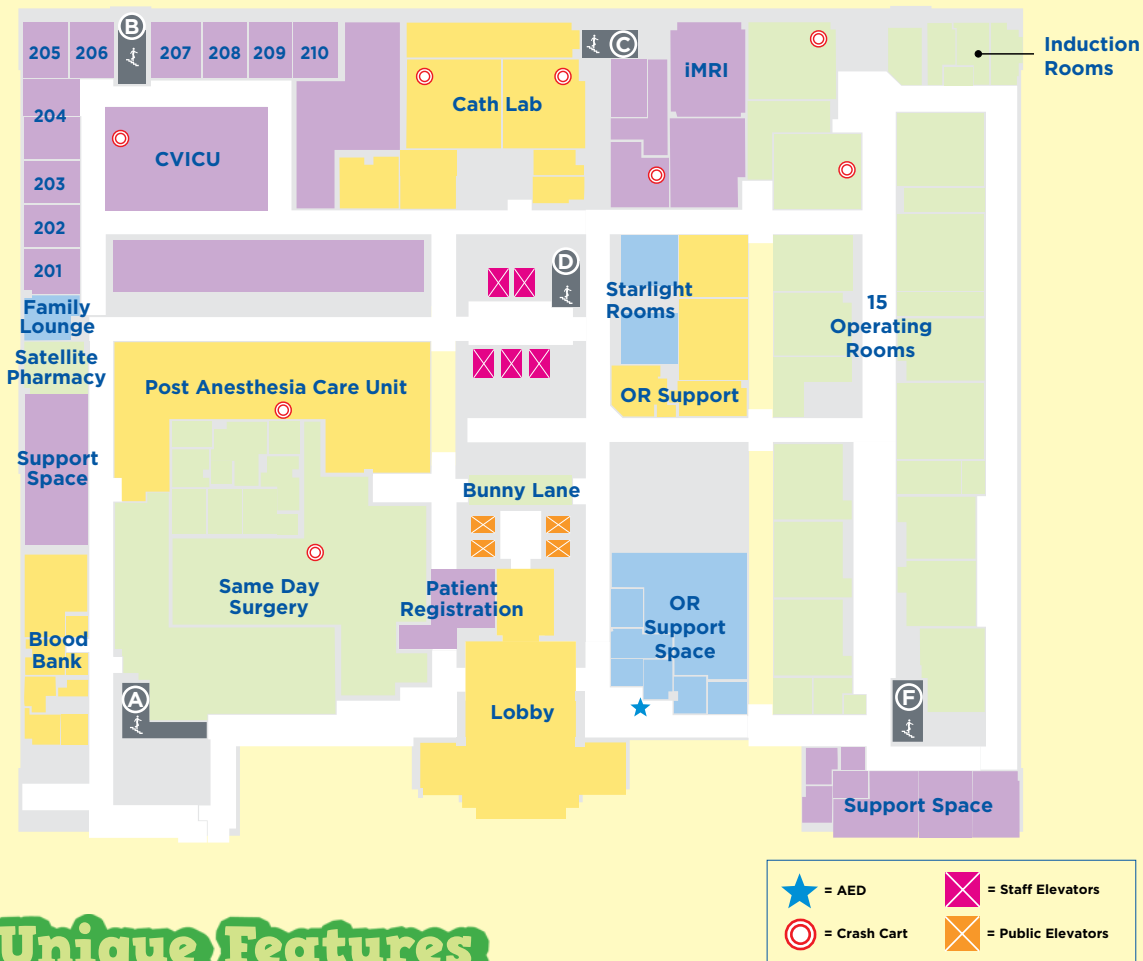 B
205
206
207
208
209
210
C
iMRI
Induction
Rooms
Cath Lab
204
CVICU
203
202
201
D
Family
Lounge
Starlight
Rooms
15
Operating
Rooms
Satellite
Pharmacy
Post Anesthesia Care Unit
OR Support
Support
Space
Bunny Lane
Same Day
Surgery
Patient
Registration
OR
Support
Space
Blood
Bank
A
Lobby
F
Support Space
= AED
= Staff Elevators
= Crash Cart
= Public Elevators
Unique Features